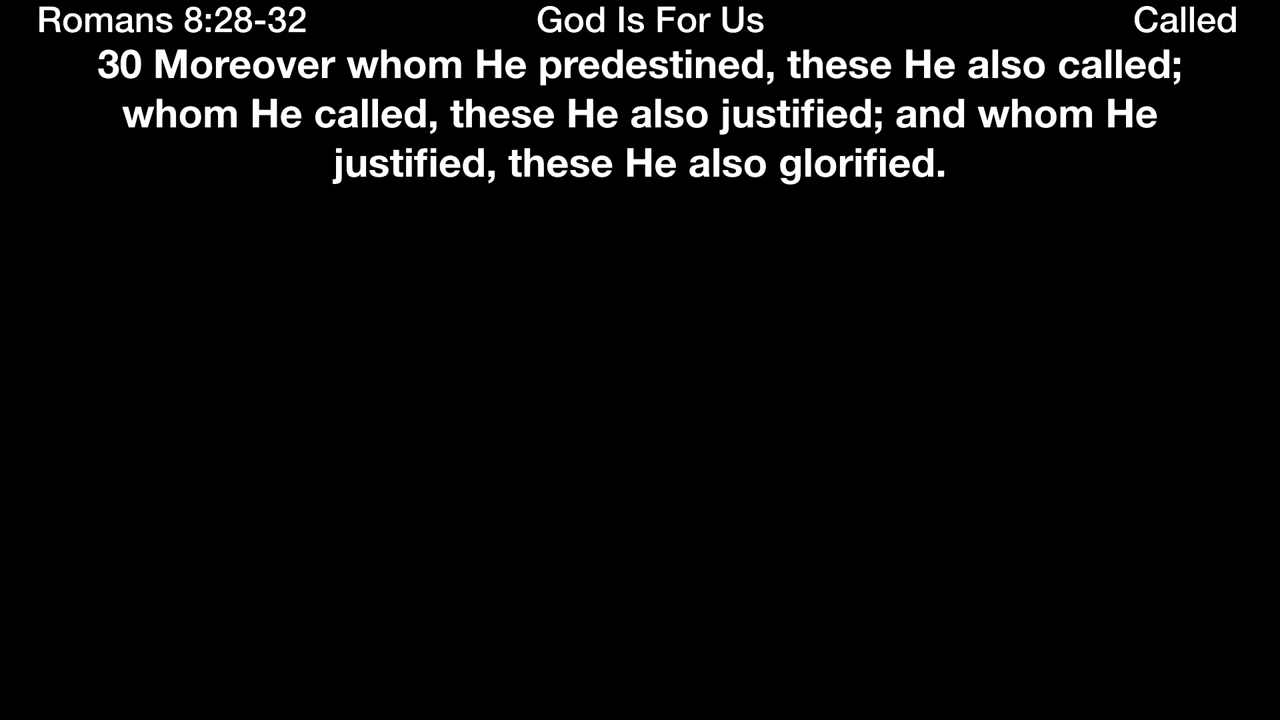 Romans 8:28-32 God Is For Us Called
30 Moreover whom He predestined, these He also called;
whom He called, these He also justified; and whom He
justified, these He also glorified.